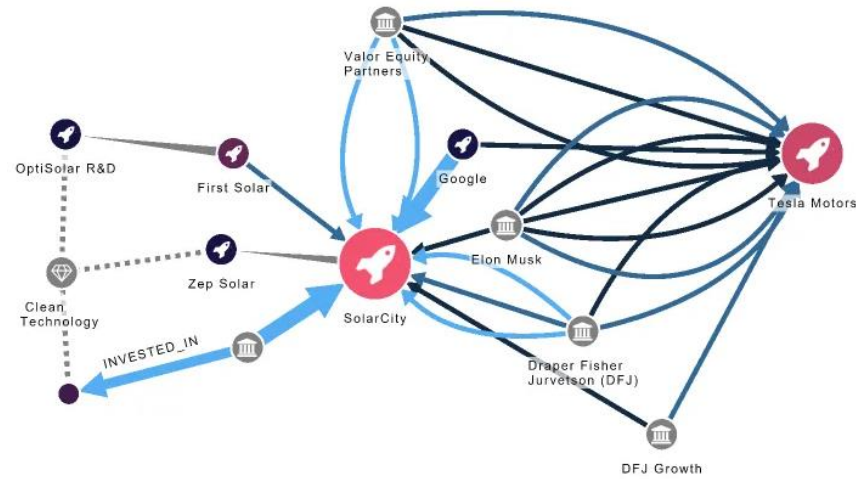 Valor Equity
Partners
OptiSolar R&D
First Solar
Google
Tesla Motors
Elon Musk
Zep Solar
Clean
Technology
SolarCity
INVESTED_IN
Draper Fisher
Jurvetson (DFJ)
DFJ Growth